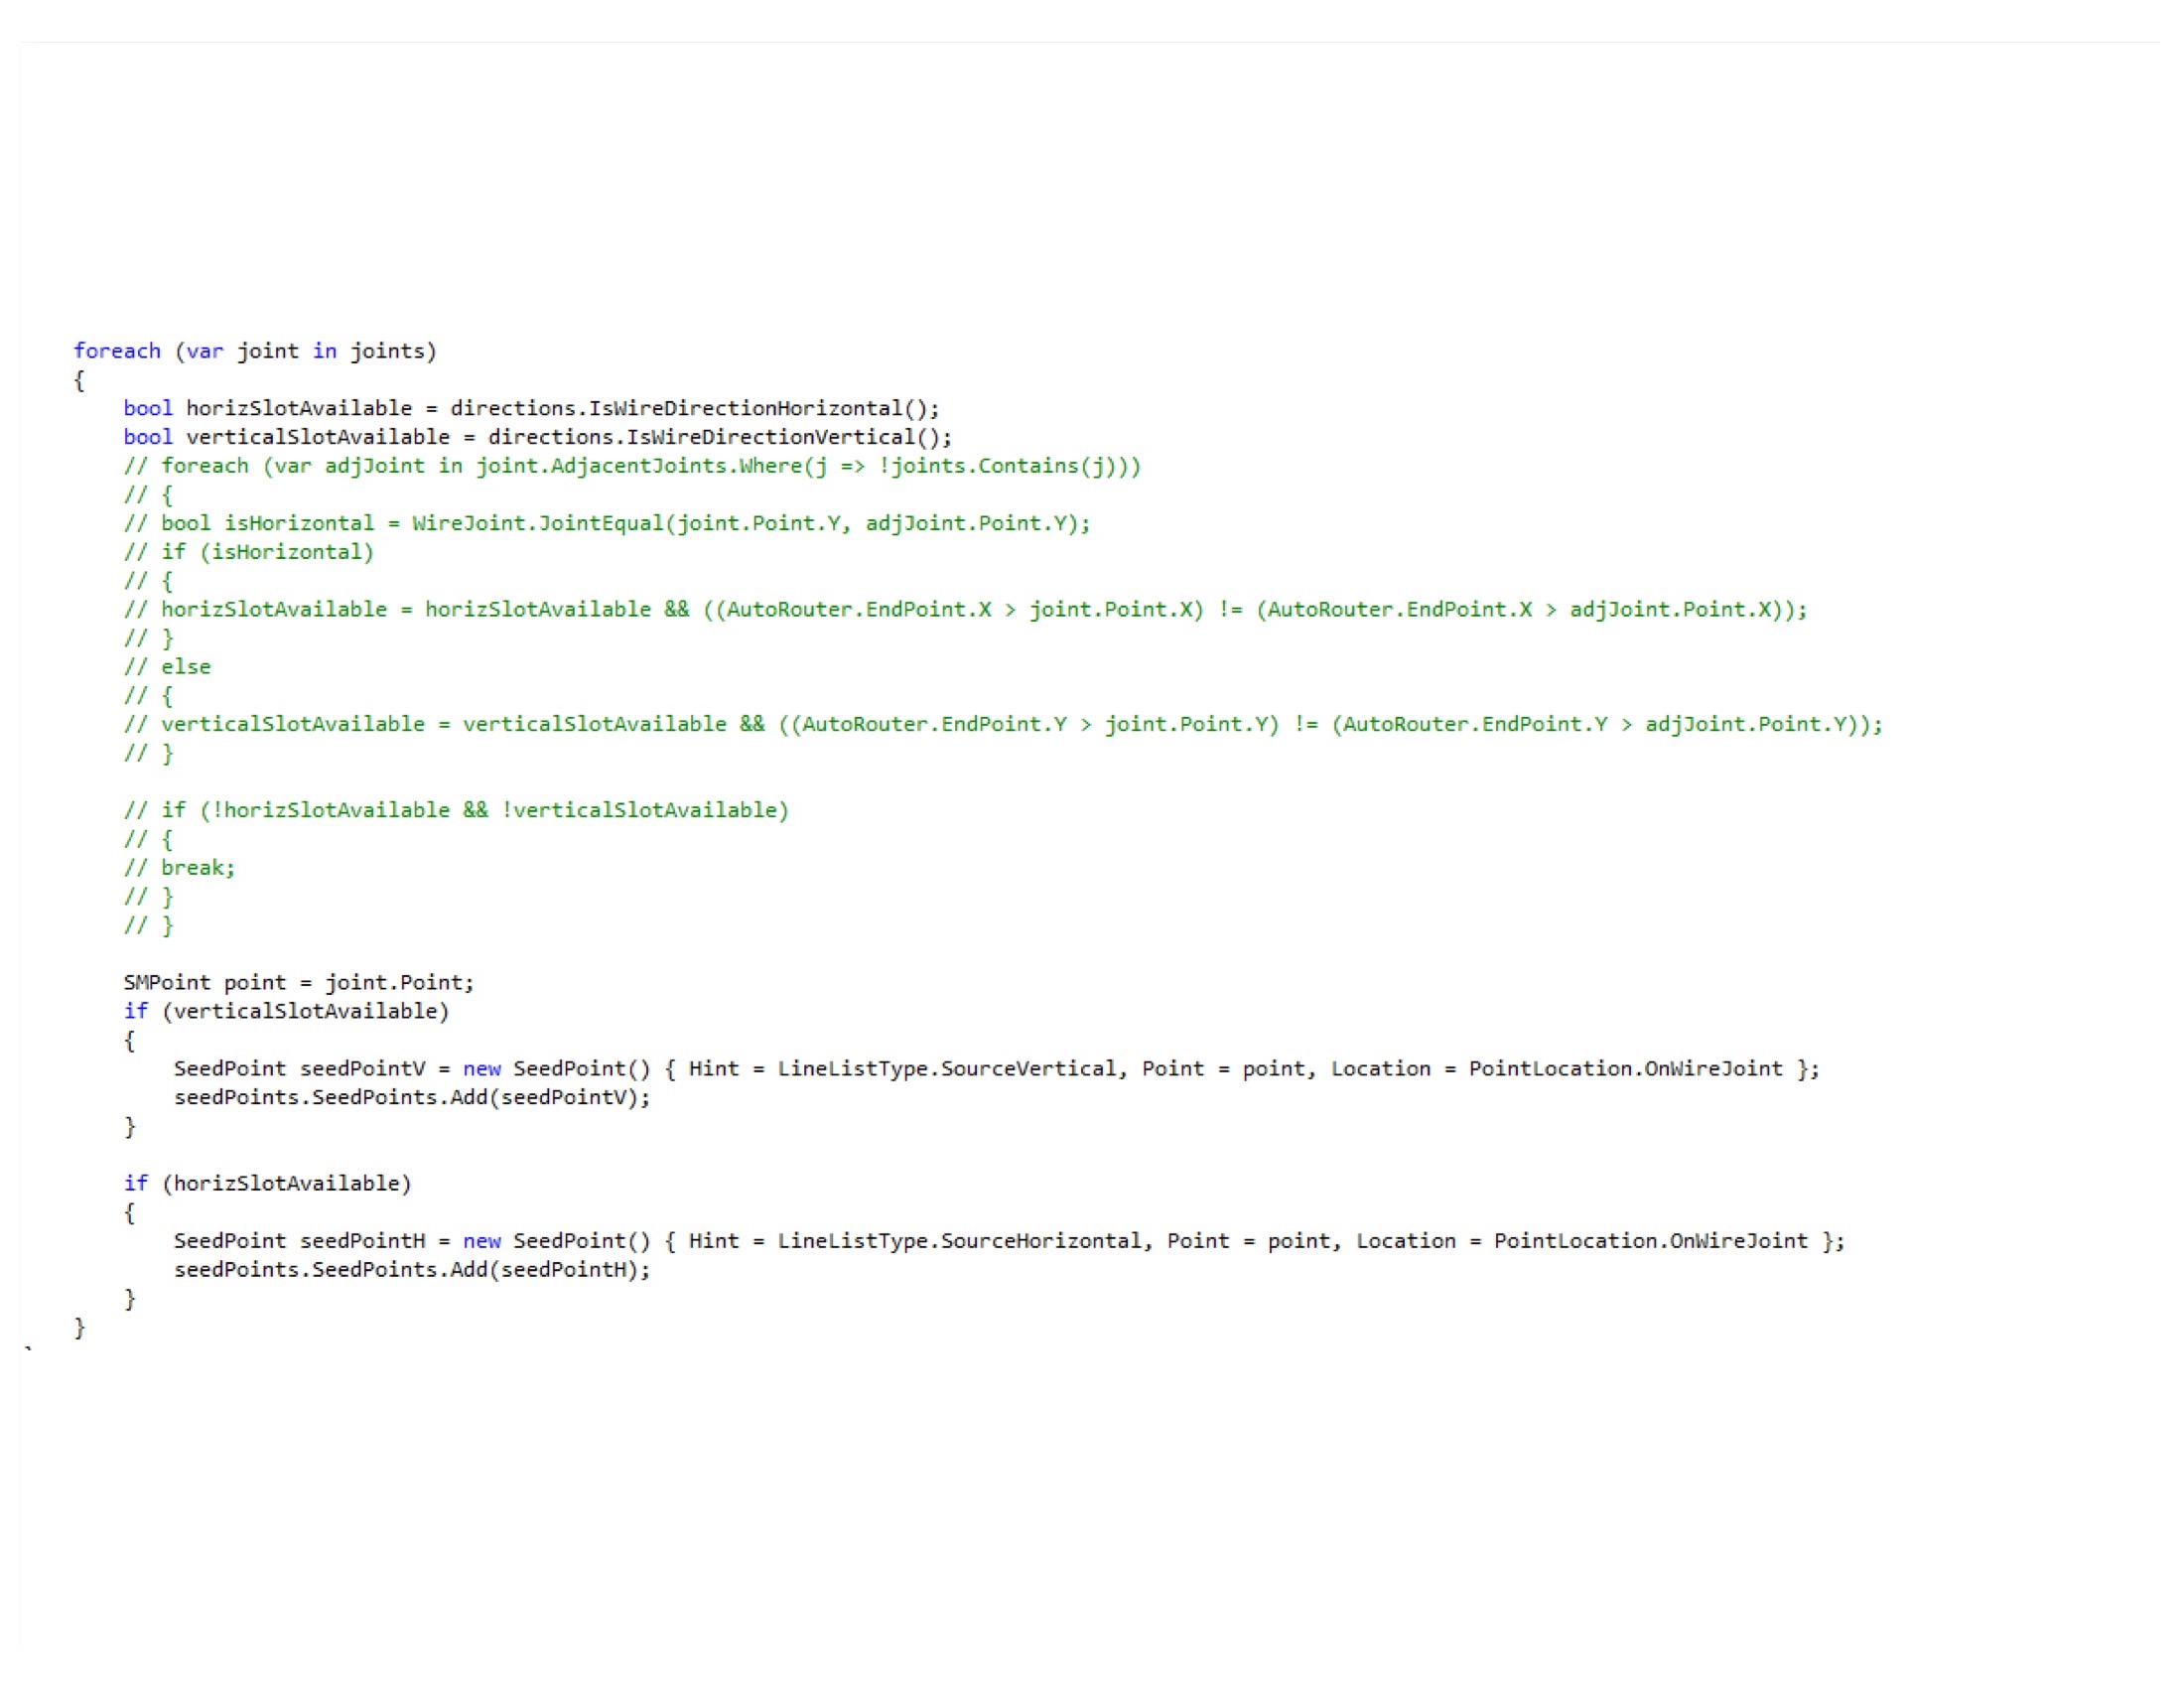 foreach (var joint in joints)
{
    bool horizSlotAvailable = directions.IsWireDirectionHorizontal();
    bool verticalSlotAvailable = directions.IsWireDirectionVertical();
    // foreach (var adjJoint in joint.AdjacentJoints.Where(j => !joints.Contains(j)))
    // {
    // bool isHorizontal = WireJoint.JointEqual(joint.Point.Y, adjJoint.Point.Y);
    // if (isHorizontal)
    // {
    // horizSlotAvailable = horizSlotAvailable && ((AutoRouter.EndPoint.X > joint.Point.X) != (AutoRouter.EndPoint.X > adjJoint.Point.X));
    // }
    // else
    // {
    // verticalSlotAvailable = verticalSlotAvailable && ((AutoRouter.EndPoint.Y > joint.Point.Y) != (AutoRouter.EndPoint.Y > adjJoint.Point.Y));
    // }

    // if (!horizSlotAvailable && !verticalSlotAvailable)
    // {
    // break;
    // }
    // }

    SMPoint point = joint.Point;
    if (verticalSlotAvailable)
    {
        SeedPoint seedPointV = new SeedPoint() { Hint = LineListType.SourceVertical, Point = point, Location = PointLocation.OnWireJoint };
        seedPoints.SeedPoints.Add(seedPointV);
    }

    if (horizSlotAvailable)
    {
        SeedPoint seedPointH = new SeedPoint() { Hint = LineListType.SourceHorizontal, Point = point, Location = PointLocation.OnWireJoint };
        seedPoints.SeedPoints.Add(seedPointH);
    }
}